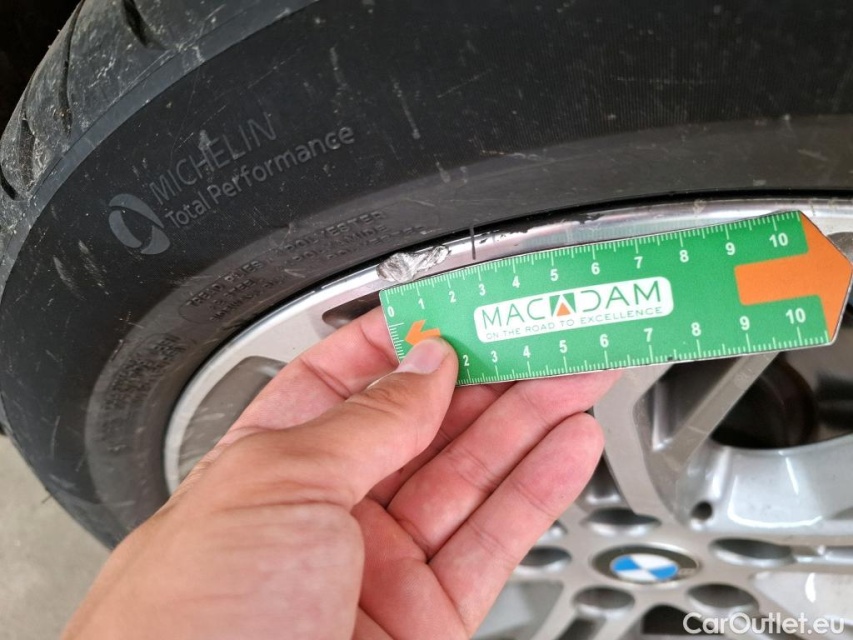 MICHELIN
Total Performance
0 1 2 3 4 5 6 7 8 9 10
MACADAM
ON THE ROAD TO EXCELLENCE
2 3 4 5 6 7 8 9 10
CarOutlet.eu